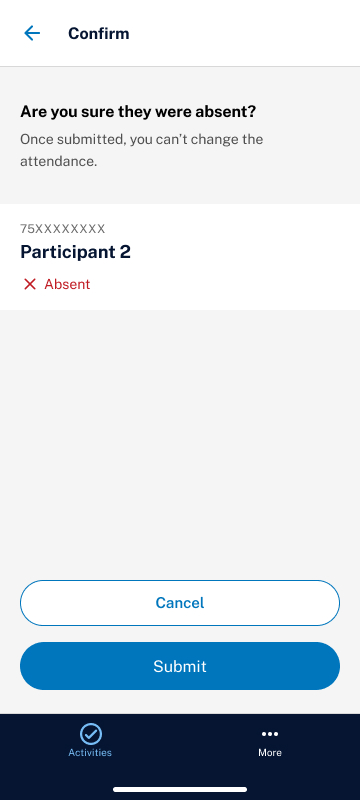 Confirm
Are you sure they were absent?
Once submitted, you can't change the
attendance.
75XXXXXXXX
Participant 2
Absent
Cancel
Submit
Activities
More